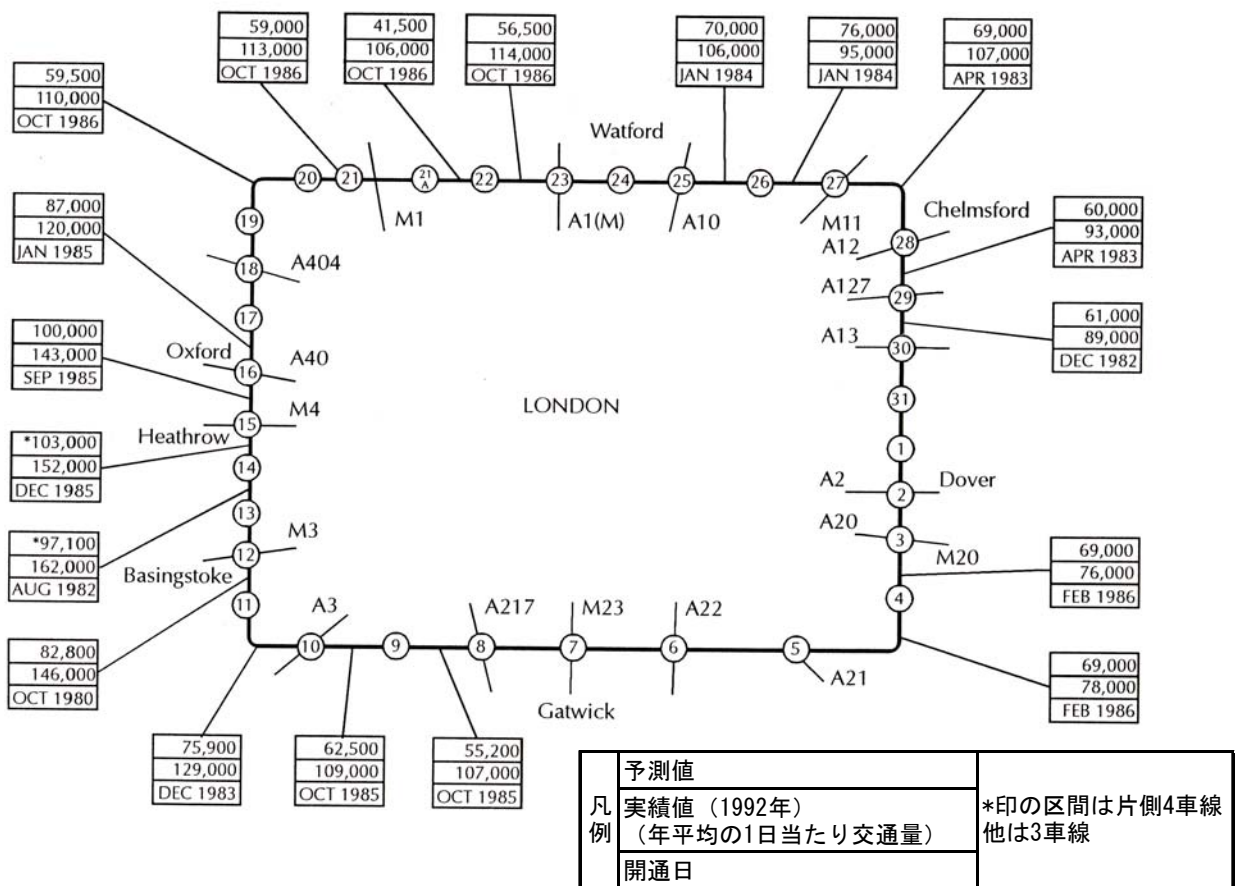 59,000
113,000
OCT 1986
41,500
106,000
OCT 1986
56,500
114,000
OCT 1986
70,000
106,000
JAN 1984
76,000
95,000
JAN 1984
69,000
107,000
APR 1983
59,500
110,000
OCT 1986
Watford
20
21
21A
22
23
24
25
26
27
M1
A1(M)
A10
M11
Chelmsford
A12
28
19
87,000
120,000
JAN 1985
60,000
93,000
APR 1983
A404
18
A127
29
17
61,000
89,000
DEC 1982
A13
30
100,000
143,000
SEP 1985
Oxford
A40
16
31
M4
LONDON
15
Heathrow
*103,000
152,000
DEC 1985
14
1
A2
2
Dover
13
A20
3
M20
*97,100
162,000
AUG 1982
M3
12
Basingstoke
69,000
76,000
FEB 1986
11
4
A3
A217
M23
A22
10
9
8
7
6
5
A21
82,800
146,000
OCT 1980
69,000
78,000
FEB 1986
Gatwick
75,900
129,000
DEC 1983
62,500
109,000
OCT 1985
55,200
107,000
OCT 1985
凡例
予測値
実績値(1992年)
(年平均の1日当たり交通量)
開通日
*印の区間は片側4車線
他は3車線